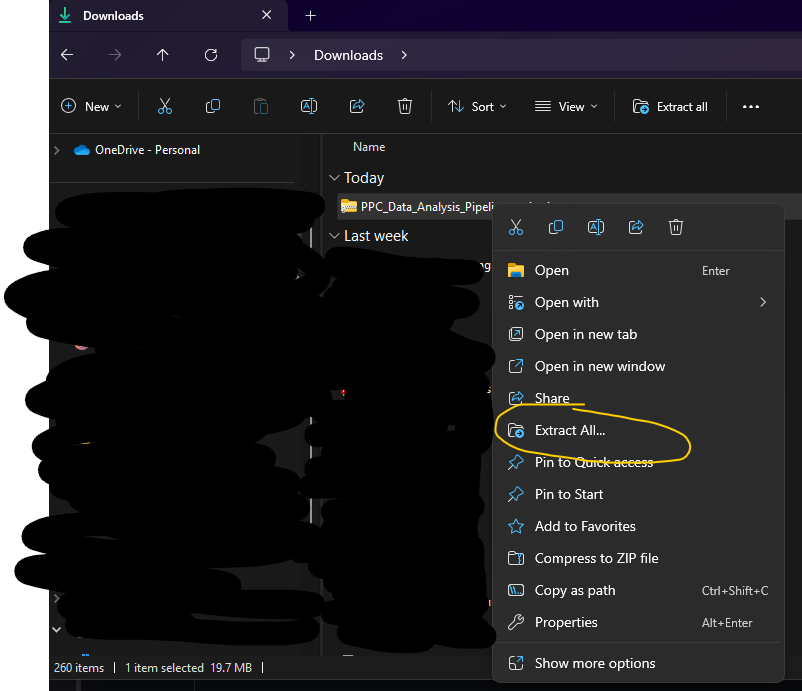 Downloads
Downloads
New
Sort
View
Extract all
OneDrive - Personal
Name
Today
PPC_Data_Analysis_Pipeli
Last week
ng
Open Enter
Open with
Open in new tab
Open in new window
Share
Extract All...
Pin to Quick access
Pin to Start
Add to Favorites
Compress to ZIP file
Copy as path Ctrl+Shift+C
Properties Alt+Enter
Show more options
260 items | 1 item selected 19.7 MB |